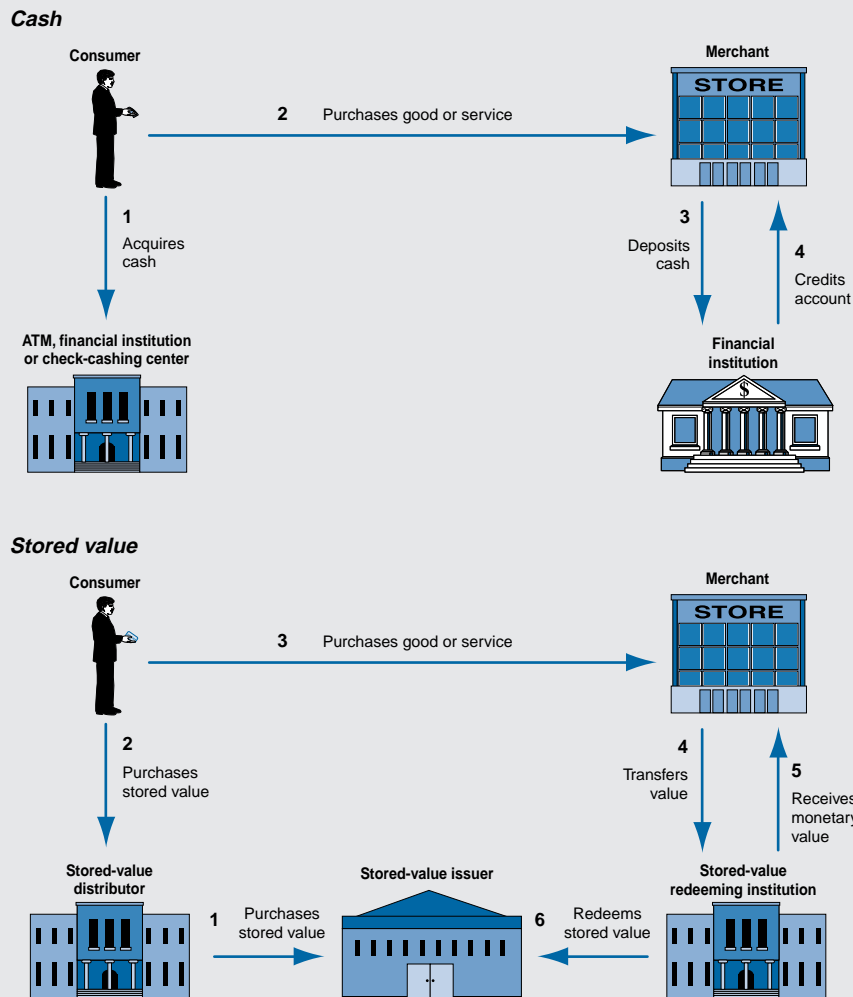 Cash
Consumer
Merchant
STORE
2 Purchases good or service
1
Acquires
cash
3
Deposits
cash
4
Credits
account
ATM, financial institution
or check-cashing center
Financial
institution
$
Stored value
Consumer
Merchant
STORE
3 Purchases good or service
2
Purchases
stored value
4
Transfers
value
5
Receives
monetary
value
Stored-value
distributor
Stored-value issuer
Stored-value
redeeming institution
1 Purchases
stored value
6 Redeems
stored value